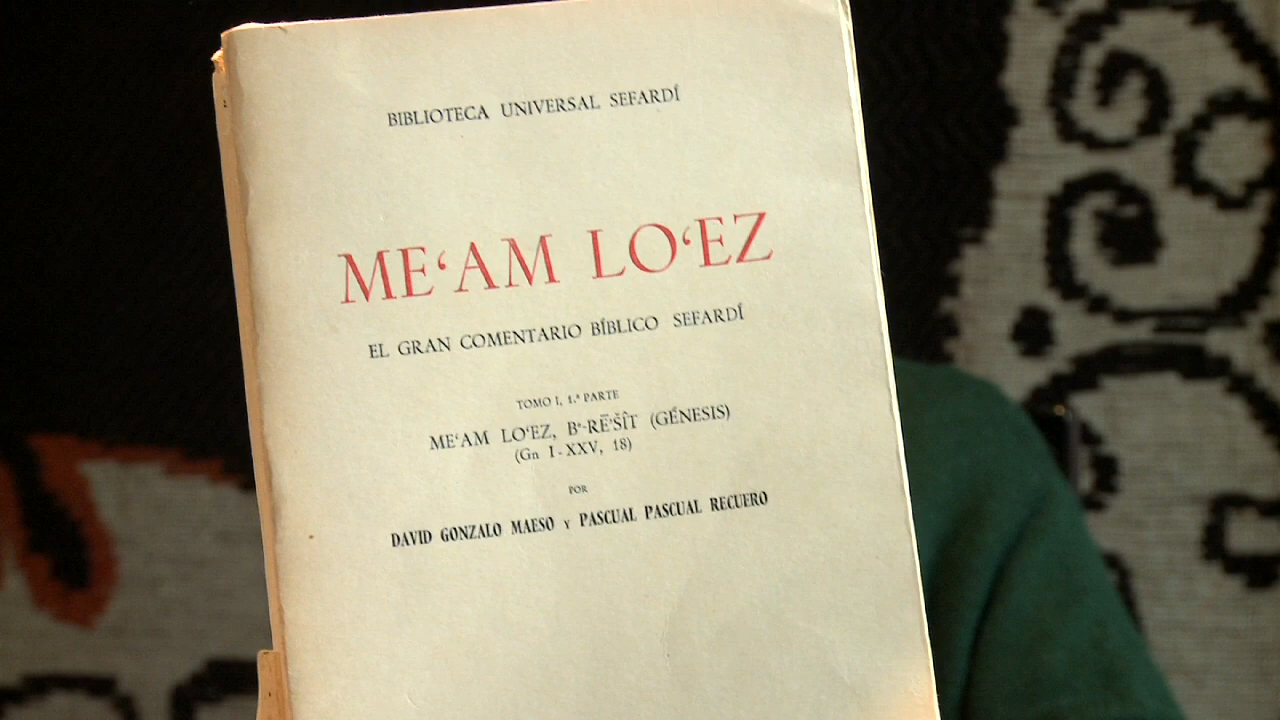 BIBLIOTECA UNIVERSAL SEFARDÍ
ME‘AM LO‘EZ
EL GRAN COMENTARIO BÍBLICO SEFARDÍ
TOMO I, 1.ª PARTE
ME‘AM LO‘EZ, Bᵉ-RĒ’ŠÎT (GÉNESIS)
(Gn I - XXV, 18)
POR
DAVID GONZALO MAESO Y PASCUAL PASCUAL RECUERO